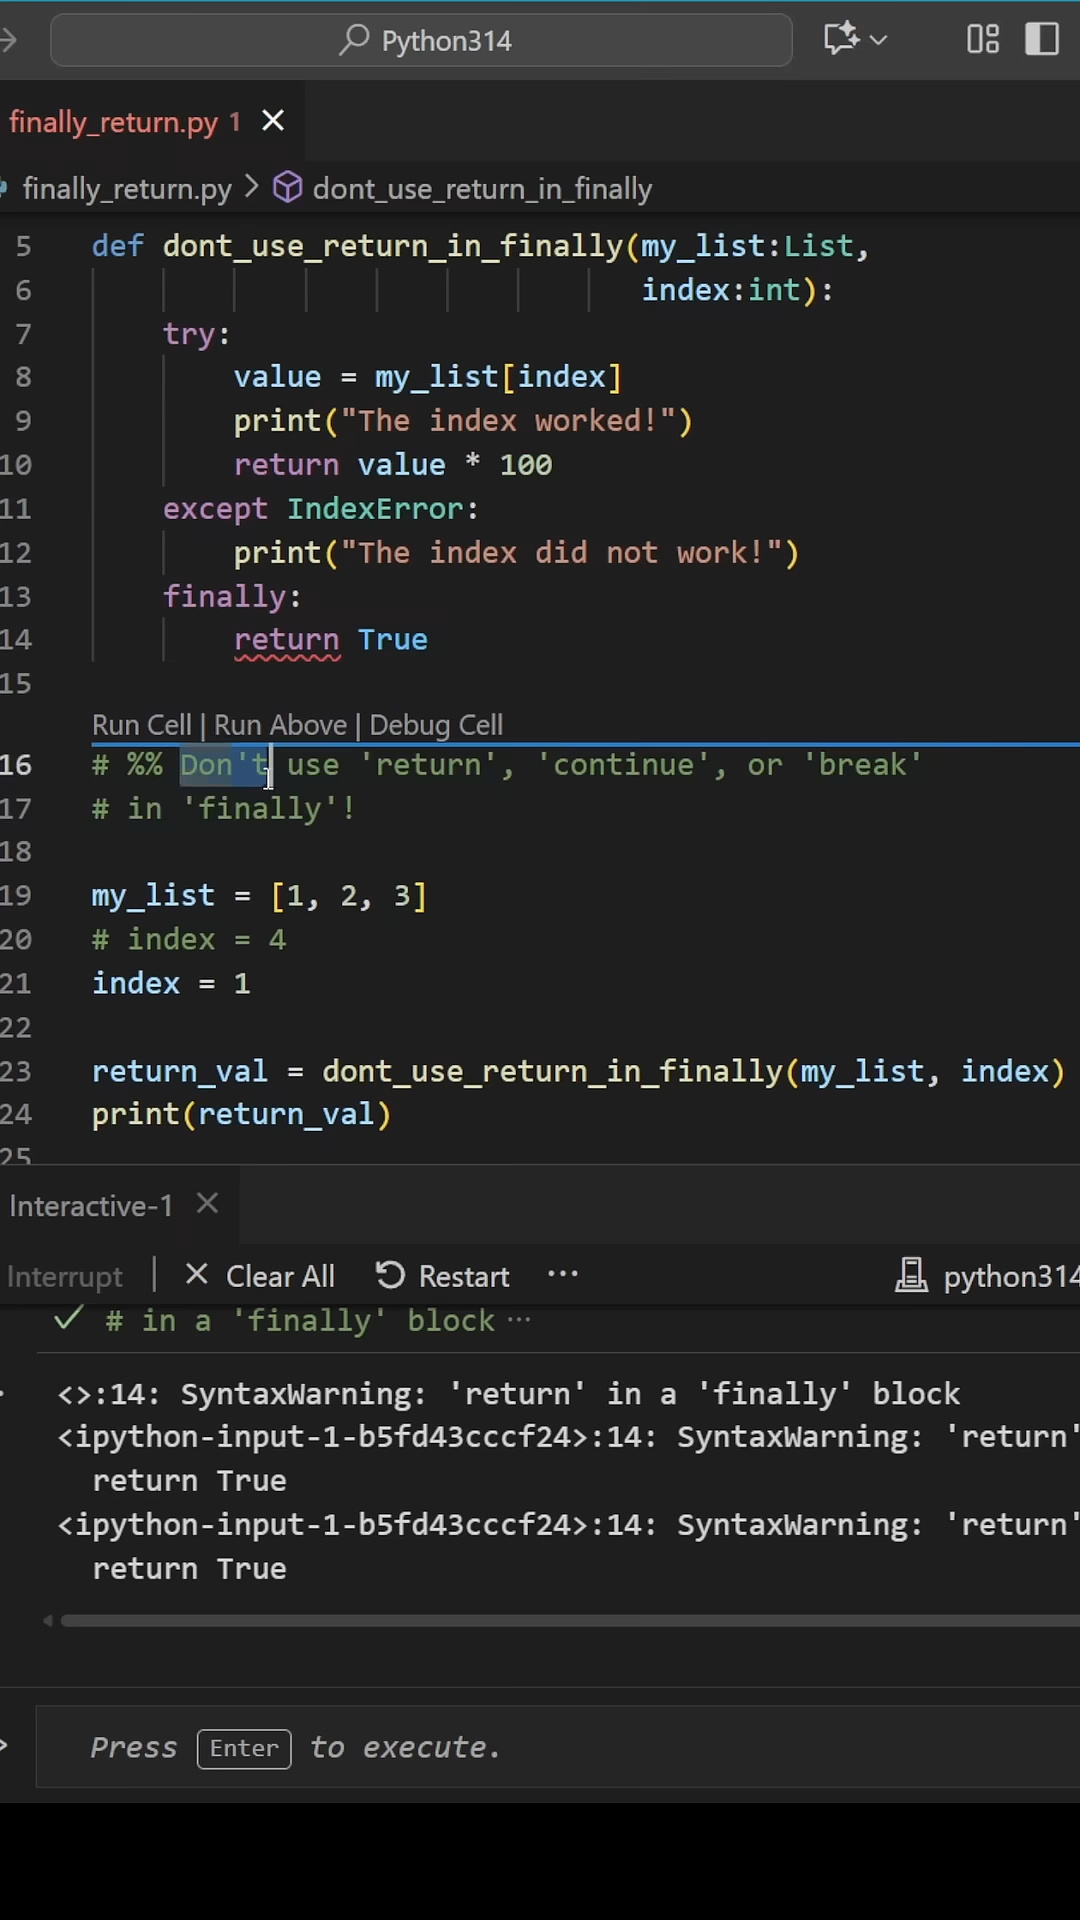 Python314
finally_return.py 1
finally_return.py > dont_use_return_in_finally
5 def dont_use_return_in_finally(my_list:List,
6 index:int):
7 try:
8 value = my_list[index]
9 print("The index worked!")
10 return value * 100
11 except IndexError:
12 print("The index did not work!")
13 finally:
14 return True
15
Run Cell | Run Above | Debug Cell
16 # %% Don't use 'return', 'continue', or 'break'
17 # in 'finally'!
18
19 my_list = [1, 2, 3]
20 # index = 4
21 index = 1
22
23 return_val = dont_use_return_in_finally(my_list, index)
24 print(return_val)
25
Interactive-1
Interrupt | Clear All Restart ···
python314
# in a 'finally' block ···
<>:14: SyntaxWarning: 'return' in a 'finally' block
<ipython-input-1-b5fd43cccf24>:14: SyntaxWarning: 'return'
return True
<ipython-input-1-b5fd43cccf24>:14: SyntaxWarning: 'return'
return True
Press Enter to execute.